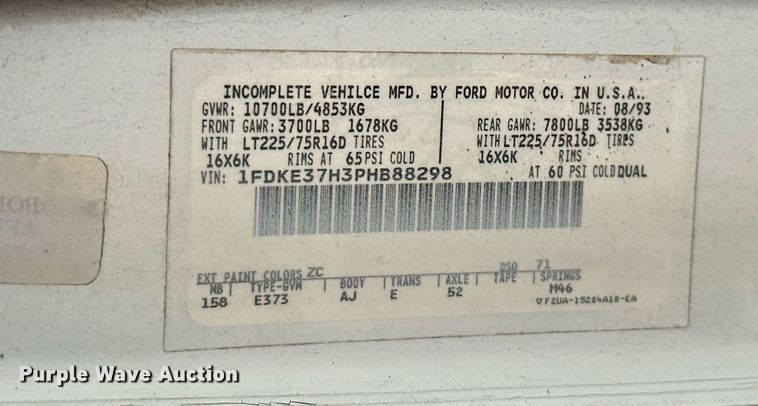 INCOMPLETE VEHILCE MFD. BY FORD MOTOR CO. IN U.S.A..
GVWR: 10700LB/4853KG DATE: 08/93
FRONT GAWR: 3700LB 1678KG REAR GAWR: 7800LB 3538KG
WITH LT225/75R16D TIRES WITH LT225/75R16D TIRES
16X6K RIMS AT 65 PSI COLD 16X6K RIMS
VIN: 1FDKE37H3PHB88298 AT 60 PSI COLD DUAL
EXT PAINT COLORS ZC DSO 71
WB TYPE-GVW BODY TRANS AXLE TAPE SPRINGS
158 E373 AJ E 52 M46
F2UA-15204A10-EA
Purple Wave Auction